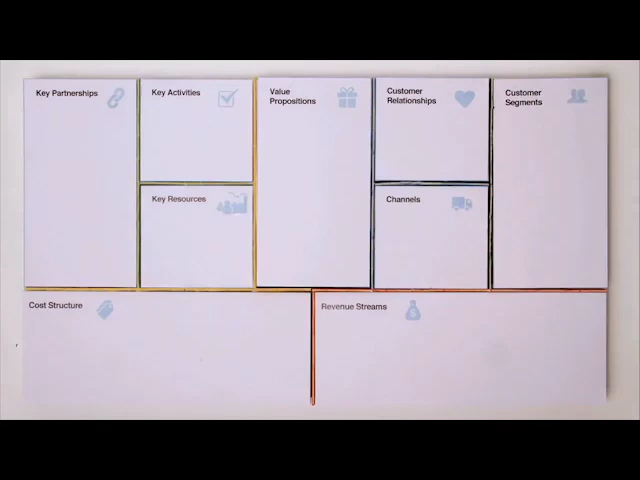 Key Partnerships
Key Activities
Value
Propositions
Customer
Relationships
Customer
Segments
Key Resources
Channels
Cost Structure
Revenue Streams
$